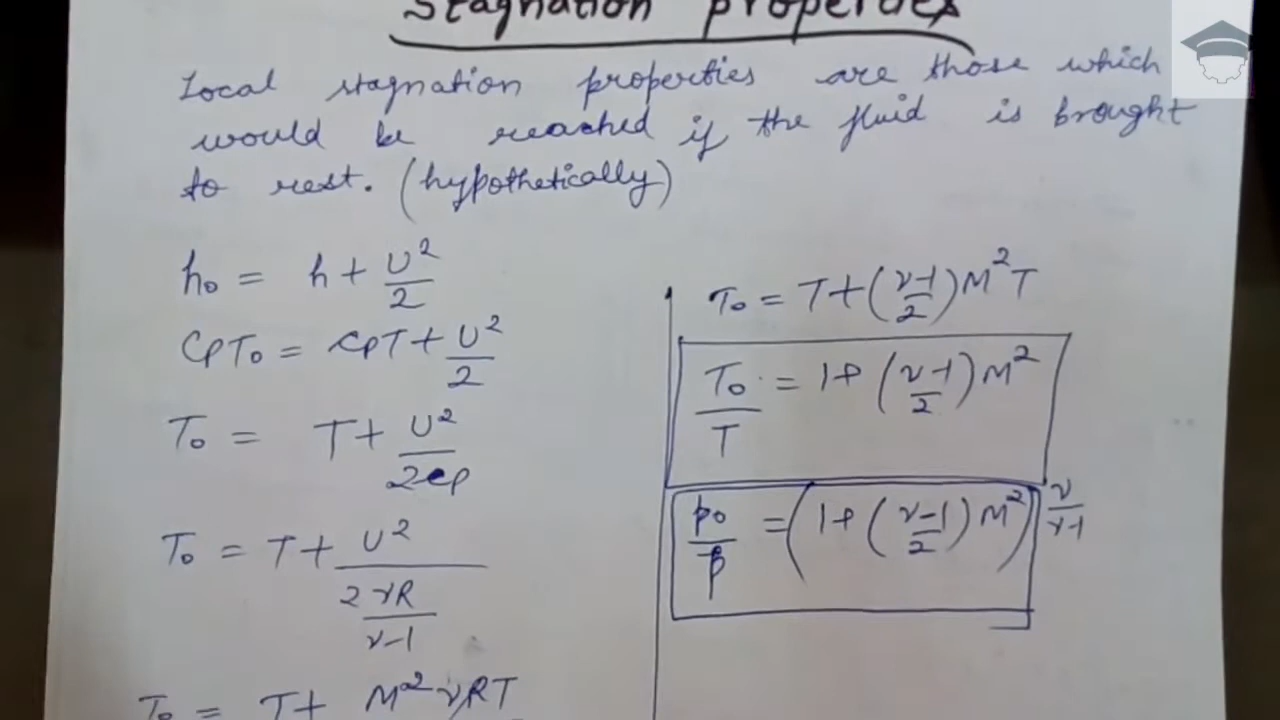 Stagnation properties
Local stagnation properties are those which
would be reached if the fluid is brought
to rest. (hypothetically)
h₀ = h + U²/2
CpT₀ = CpT + U²/2
T₀ = T + U²/2Cp
T₀ = T + U²/(2γR/(γ-1))
T₀ = T + M²γRT
T₀ = T + ((γ-1)/2)M²T
T₀/T = 1 + ((γ-1)/2)M²
p₀/p = (1 + ((γ-1)/2)M²)^(γ/(γ-1))